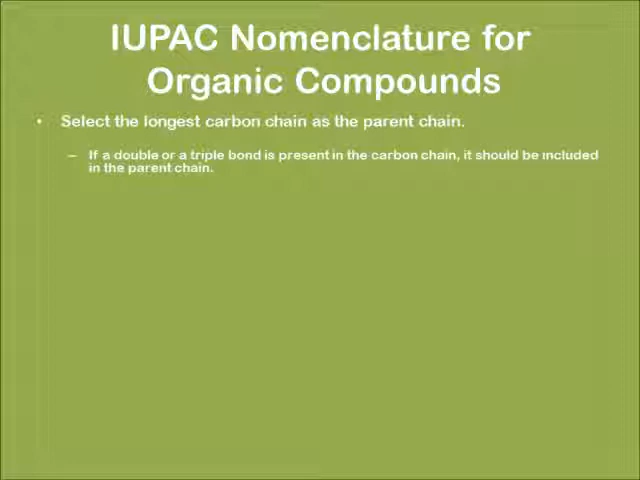 IUPAC Nomenclature for
Organic Compounds
• Select the longest carbon chain as the parent chain.
– If a double or a triple bond is present in the carbon chain, it should be included
in the parent chain.